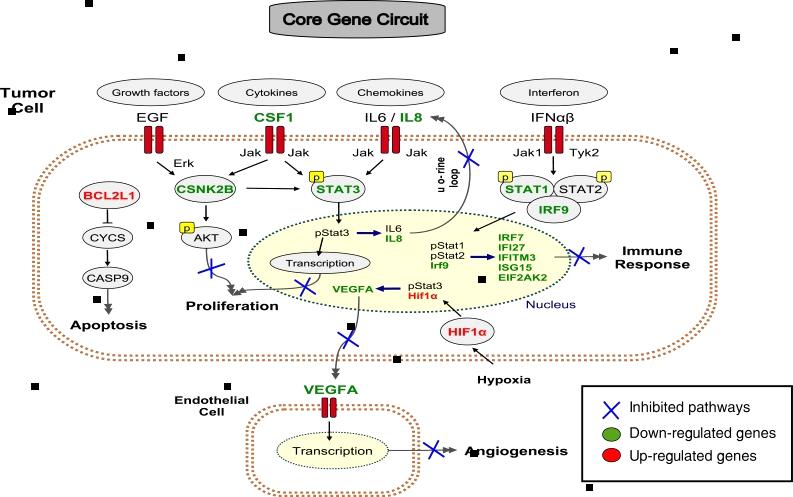 Core Gene Circuit
Tumor
Cell
Growth factors
Cytokines
Chemokines
Interferon
EGF
CSF1
IL6 / IL8
IFNαβ
Erk
Jak
Jak
Jak
Jak
Jak1
Tyk2
u o-rine
loop
BCL2L1
CSNK2B
p
STAT3
p
STAT1
STAT2
p
IRF9
CYCS
p
AKT
CASP9
Apoptosis
Proliferation
pStat3
IL6
IL8
Transcription
pStat1
pStat2
Irf9
IRF7
IFI27
IFITM3
ISG15
EIF2AK2
Immune
Response
VEGFA
pStat3
Hif1α
Nucleus
HIF1α
Hypoxia
Endothelial
Cell
VEGFA
Transcription
Angiogenesis
Inhibited pathways
Down-regulated genes
Up-regulated genes